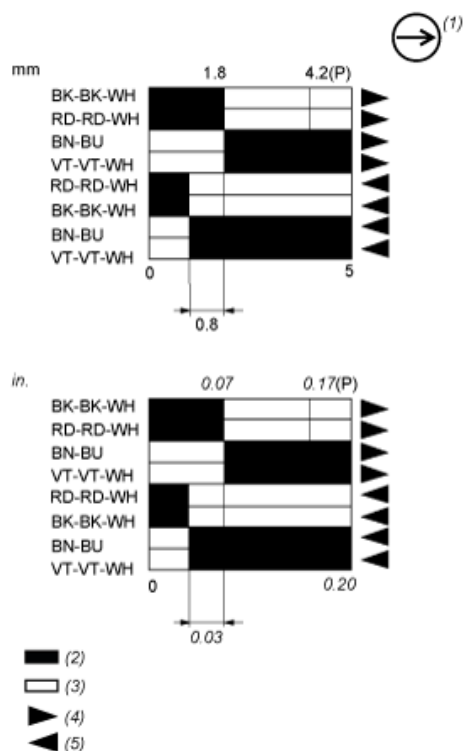 (1)
mm
1.8 4.2(P)
BK-BK-WH
RD-RD-WH
BN-BU
VT-VT-WH
RD-RD-WH
BK-BK-WH
BN-BU
VT-VT-WH
0 5
0.8
in.
0.07 0.17(P)
BK-BK-WH
RD-RD-WH
BN-BU
VT-VT-WH
RD-RD-WH
BK-BK-WH
BN-BU
VT-VT-WH
0 0.20
0.03
(2)
(3)
(4)
(5)